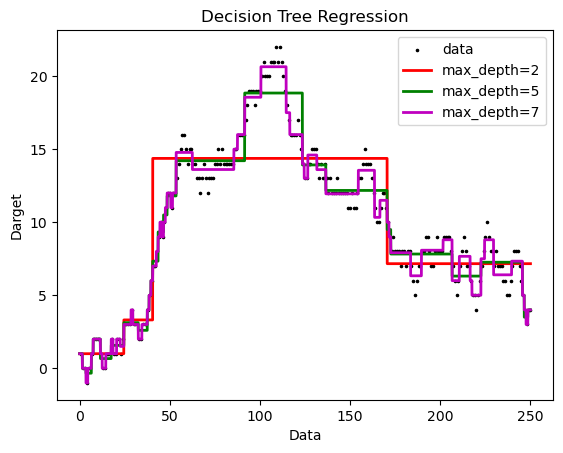 Decision Tree Regression
data
max_depth=2
max_depth=5
max_depth=7
Darget
20
15
10
5
0
0
50
100
150
200
250
Data